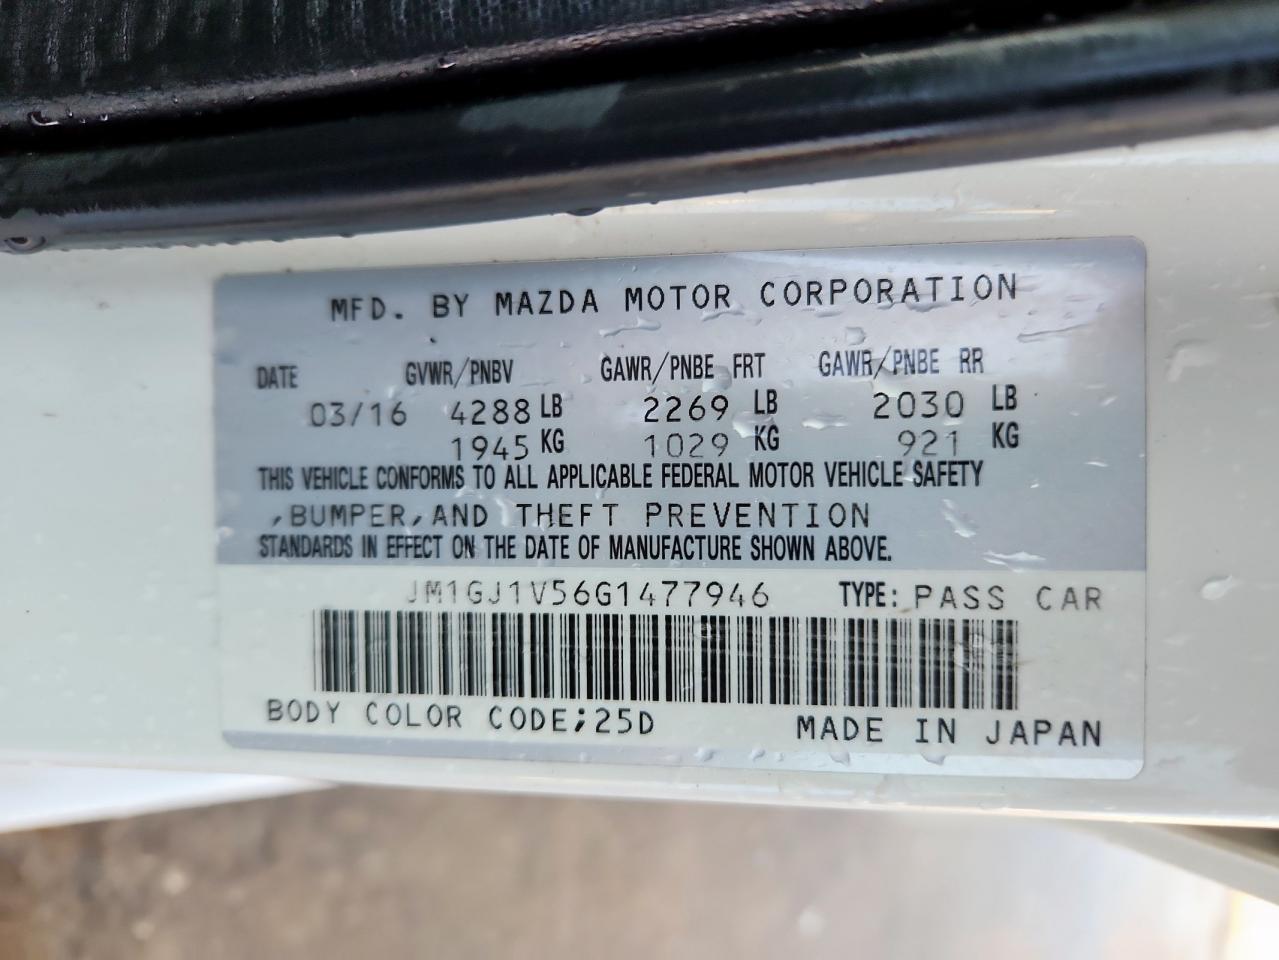 MFD. BY MAZDA MOTOR CORPORATION
DATE GVWR/PNBV GAWR/PNBE FRT GAWR/PNBE RR
03/16 4288 LB 2269 LB 2030 LB
1945 KG 1029 KG 921 KG
THIS VEHICLE CONFORMS TO ALL APPLICABLE FEDERAL MOTOR VEHICLE SAFETY
,BUMPER,AND THEFT PREVENTION
STANDARDS IN EFFECT ON THE DATE OF MANUFACTURE SHOWN ABOVE.
JM1GJ1V56G1477946 TYPE: PASS CAR
BODY COLOR CODE;25D MADE IN JAPAN